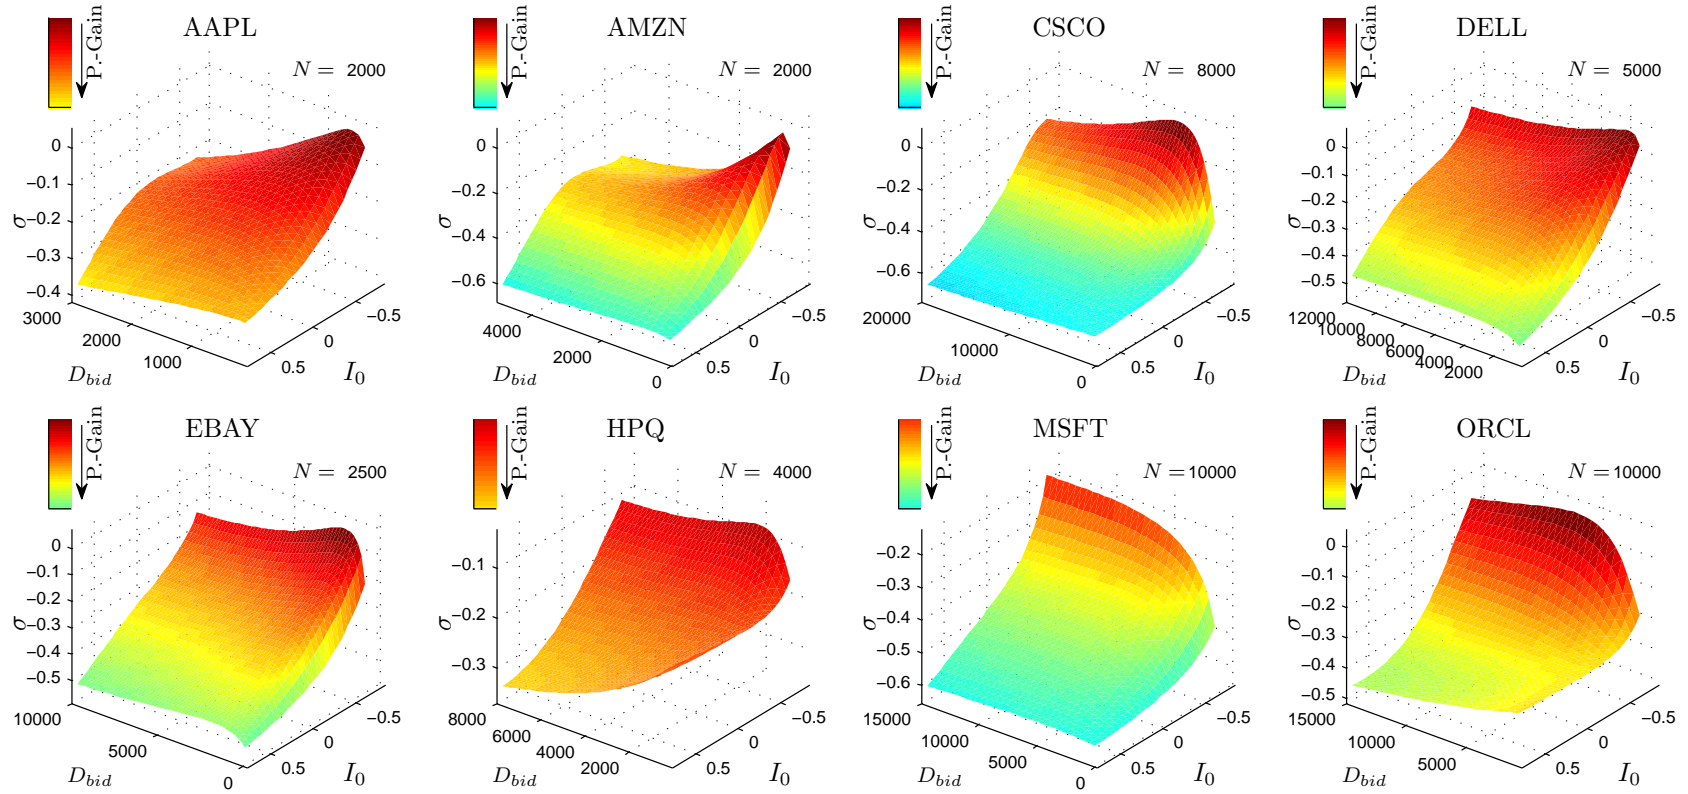 AAPL
P.-Gain
N = 2000
σ
0
−0.1
−0.2
−0.3
−0.4
3000
2000
1000
D_bid
0.5
0
−0.5
I_0
AMZN
P.-Gain
N = 2000
σ
0
−0.2
−0.4
−0.6
4000
2000
0
D_bid
0.5
0
−0.5
I_0
CSCO
P.-Gain
N = 8000
σ
0
−0.2
−0.4
−0.6
20000
10000
0
D_bid
0.5
0
−0.5
I_0
DELL
P.-Gain
N = 5000
σ
0
−0.1
−0.2
−0.3
−0.4
−0.5
12000
10000
8000
6000
4000
2000
D_bid
0.5
0
−0.5
I_0
EBAY
P.-Gain
N = 2500
σ
0
−0.1
−0.2
−0.3
−0.4
−0.5
10000
5000
0
D_bid
0.5
0
−0.5
I_0
HPQ
P.-Gain
N = 4000
σ
−0.1
−0.2
−0.3
8000
6000
4000
2000
D_bid
0.5
0
−0.5
I_0
MSFT
P.-Gain
N = 10000
σ
−0.2
−0.3
−0.4
−0.5
−0.6
15000
10000
5000
0
D_bid
0.5
0
−0.5
I_0
ORCL
P.-Gain
N = 10000
σ
0
−0.1
−0.2
−0.3
−0.4
−0.5
15000
10000
5000
D_bid
0.5
0
−0.5
I_0